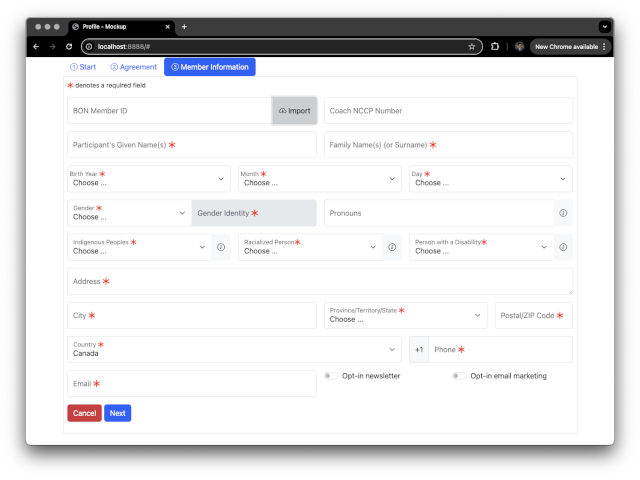 Profile - Mockup
localhost:8888/#
New Chrome available
1 Start 2 Agreement 3 Member Information
* denotes a required field
BON Member ID Import Coach NCCP Number
Participant's Given Name(s) * Family Name(s) (or Surname) *
Birth Year * Month * Day *
Choose ... Choose ... Choose ...
Gender * Gender Identity * Pronouns
Choose ...
Indigenous Peoples * Racialized Person* Person with a Disability*
Choose ... Choose ... Choose ...
Address *
City * Province/Territory/State * Postal/ZIP Code *
Choose ...
Country * +1 Phone *
Canada
Email * Opt-in newsletter Opt-in email marketing
Cancel Next